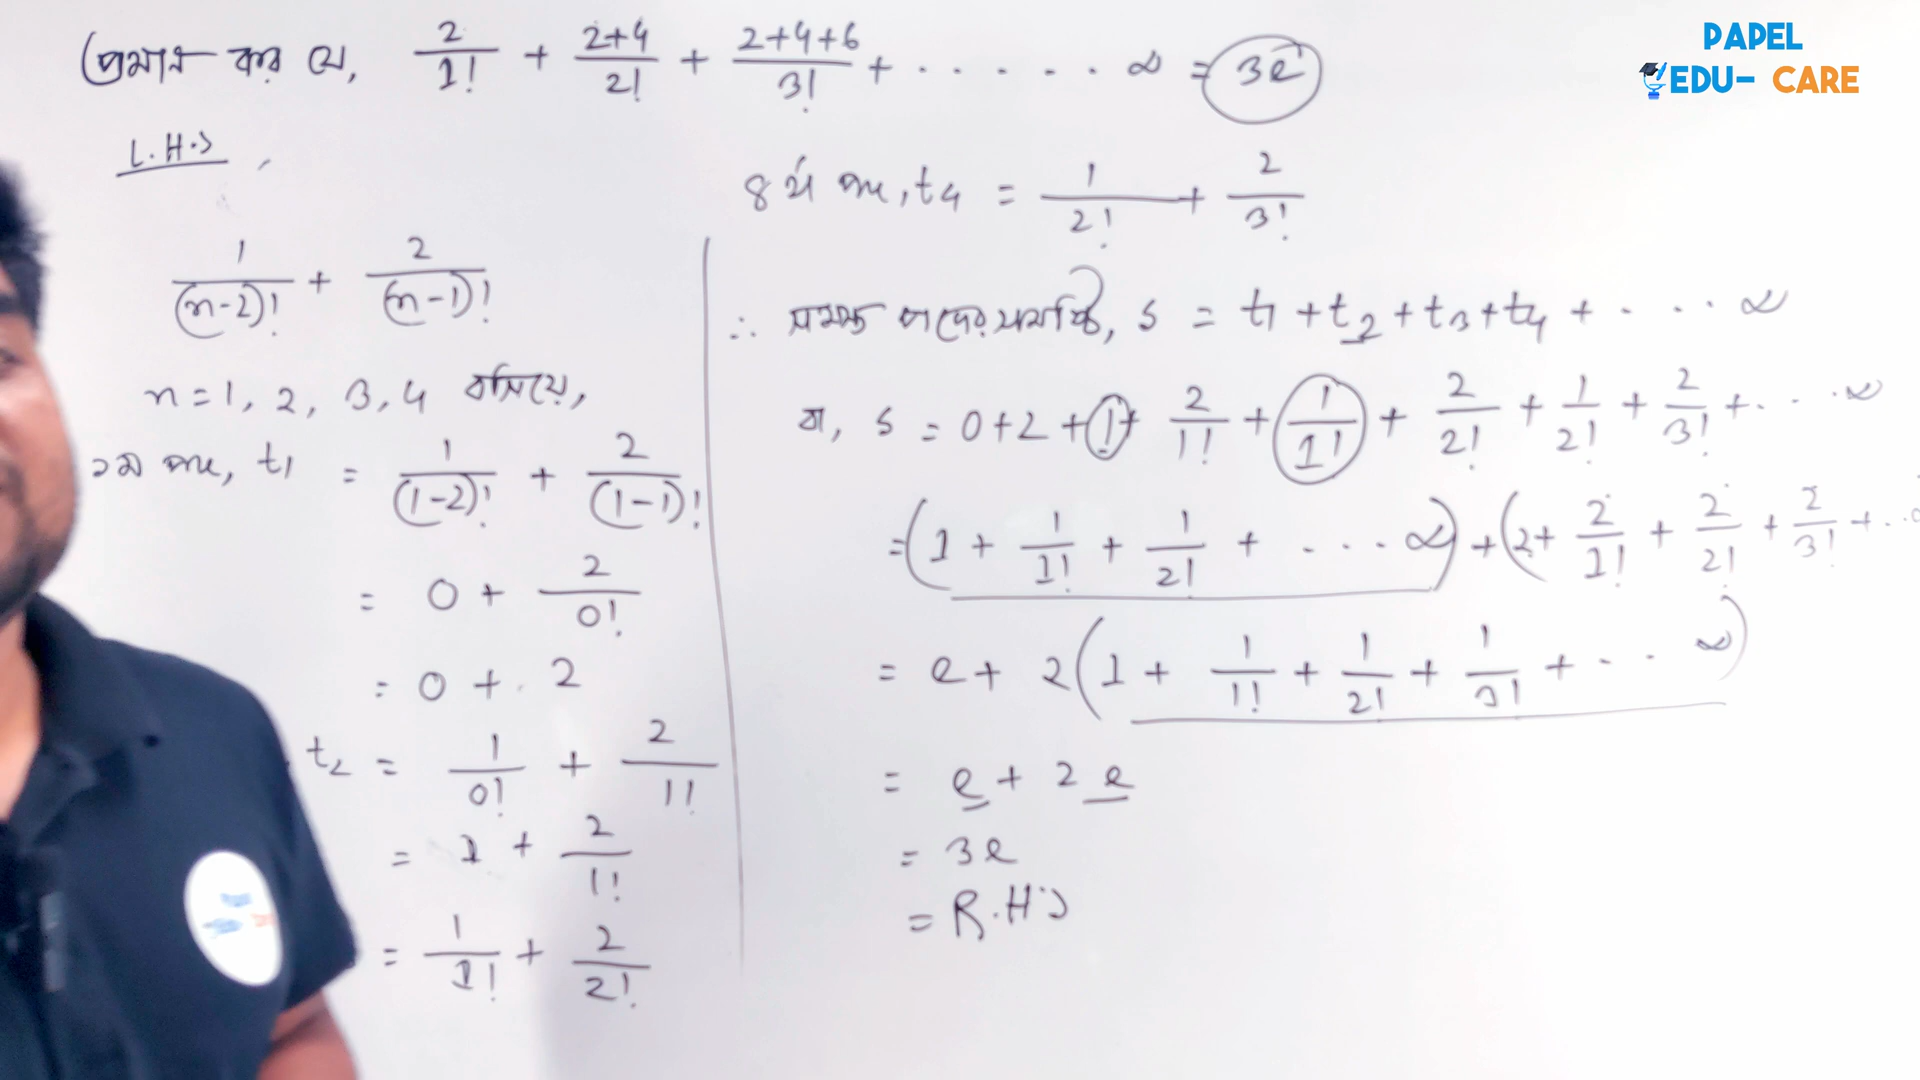 প্রমাণ কর যে, 2/1! + 2+4/2! + 2+4+6/3! + . . . . . ∞ = 3e
PAPEL
EDU- CARE
L.H.S ,
1/(n-2)! + 2/(n-1)!
n = 1, 2, 3, 4 বসিয়ে,
১ম পদ, t1 = 1/(1-2)! + 2/(1-1)!
= 0 + 2/0!
= 0 + 2
t2 = 1/0! + 2/1!
= 1 + 2/1!
= 1/1! + 2/2!
৪র্থ পদ, t4 = 1/2! + 2/3!
∴ সমস্ত পদের সমষ্টি, S = t1 + t2 + t3 + t4 + . . . . ∞
বা, S = 0+2 + 1 + 2/1! + 1/1! + 2/2! + 1/2! + 2/3! + . . . . ∞
= (1 + 1/1! + 1/2! + . . . . ∞) + (2 + 2/1! + 2/2! + 2/3! + . . ∞
= e + 2(1 + 1/1! + 1/2! + 1/3! + . . . ∞)
= e + 2e
= 3e
= R.H.S